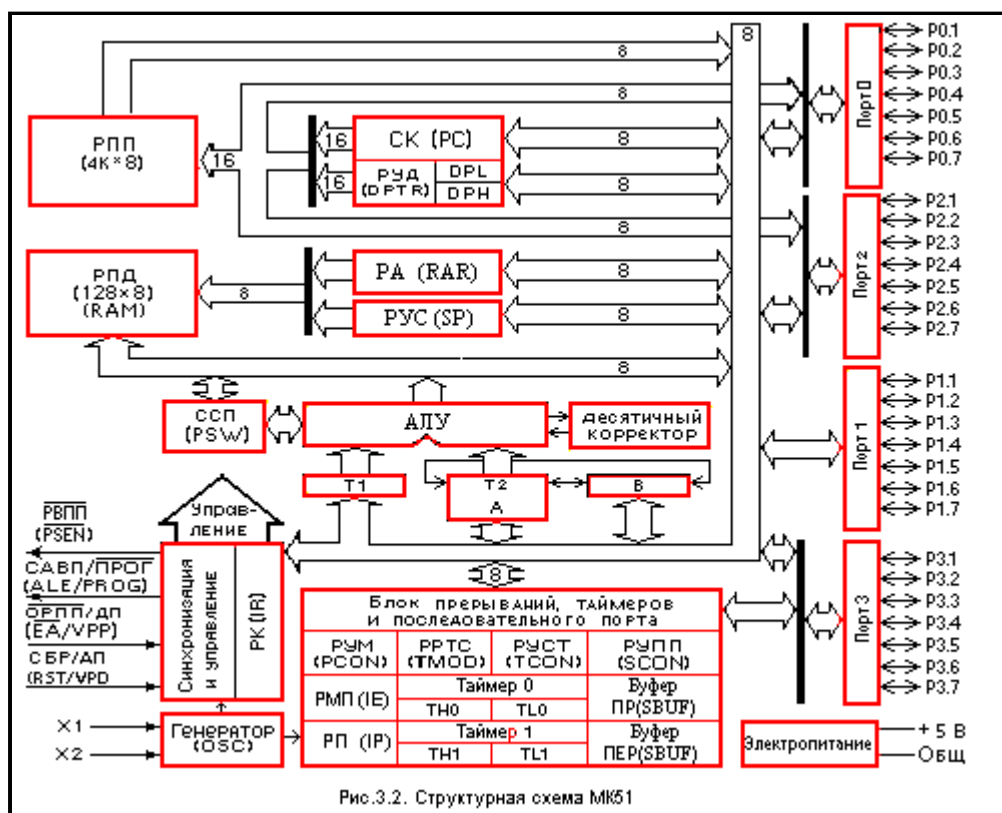 РПП
(4К×8)
16
8
8
8
8
СК (PC)
РУД
(DPTR)
DPL
DPH
16
16
8
8
8
РПД
(128×8)
(RAM)
8
РА (RAR)
РУС (SP)
8
8
8
ССП
(PSW)
АЛУ
десятичный
корректор
Т1
Т2
А
В
Управ-
ление
Синхронизация
и управление
РК (IR)
РВПП
(PSEN)
САВП/ПРОГ
(ALE/PROG)
ОРПП/ДП
(EA/VPP)
СБР/АП
(RST/VPD
Х1
Х2
Генератор
(OSC)
8
Блок прерываний, таймеров
и последовательного порта
РУМ
(PCON)
РРТС
(TMOD)
РУСТ
(TCON)
РУПП
(SCON)
РМП(IE)
Таймер 0
TH0
TL0
Буфер
ПР(SBUF)
РП (IP)
Таймер 1
TH1
TL1
Буфер
ПЕР(SBUF)
Порт0
P0.1
P0.2
P0.3
P0.4
P0.5
P0.6
P0.7
Порт2
P2.1
P2.2
P2.3
P2.4
P2.5
P2.6
P2.7
Порт 1
P1.1
P1.2
P1.3
P1.4
P1.5
P1.6
P1.7
Порт 3
P3.1
P3.2
P3.3
P3.4
P3.5
P3.6
P3.7
Электропитание
+ 5 В
Общ
Рис.3.2. Структурная схема МК51